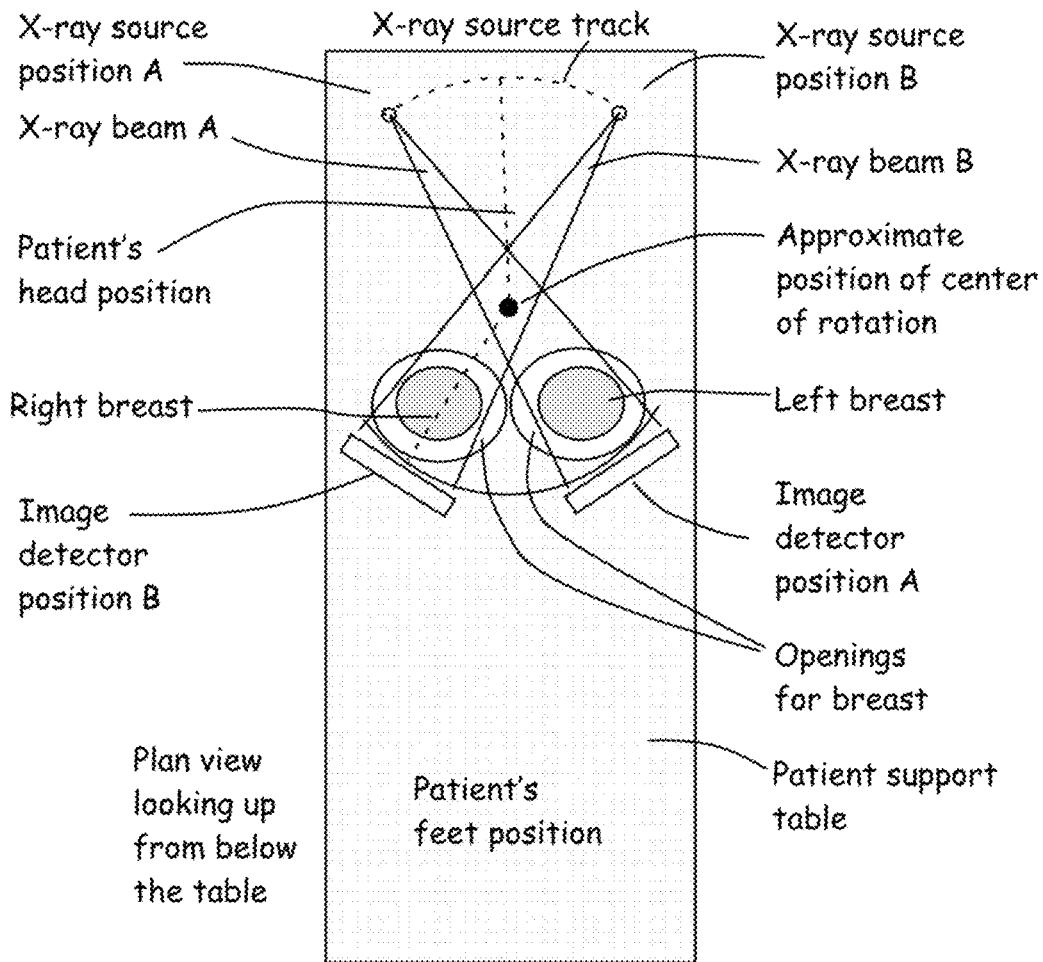 X-ray source
position A
X-ray source track
X-ray source
position B
X-ray beam A
X-ray beam B
Patient's
head position
Approximate
position of center
of rotation
Right breast
Left breast
Image
detector
position B
Image
detector
position A
Openings
for breast
Plan view
looking up
from below
the table
Patient's
feet position
Patient support
table